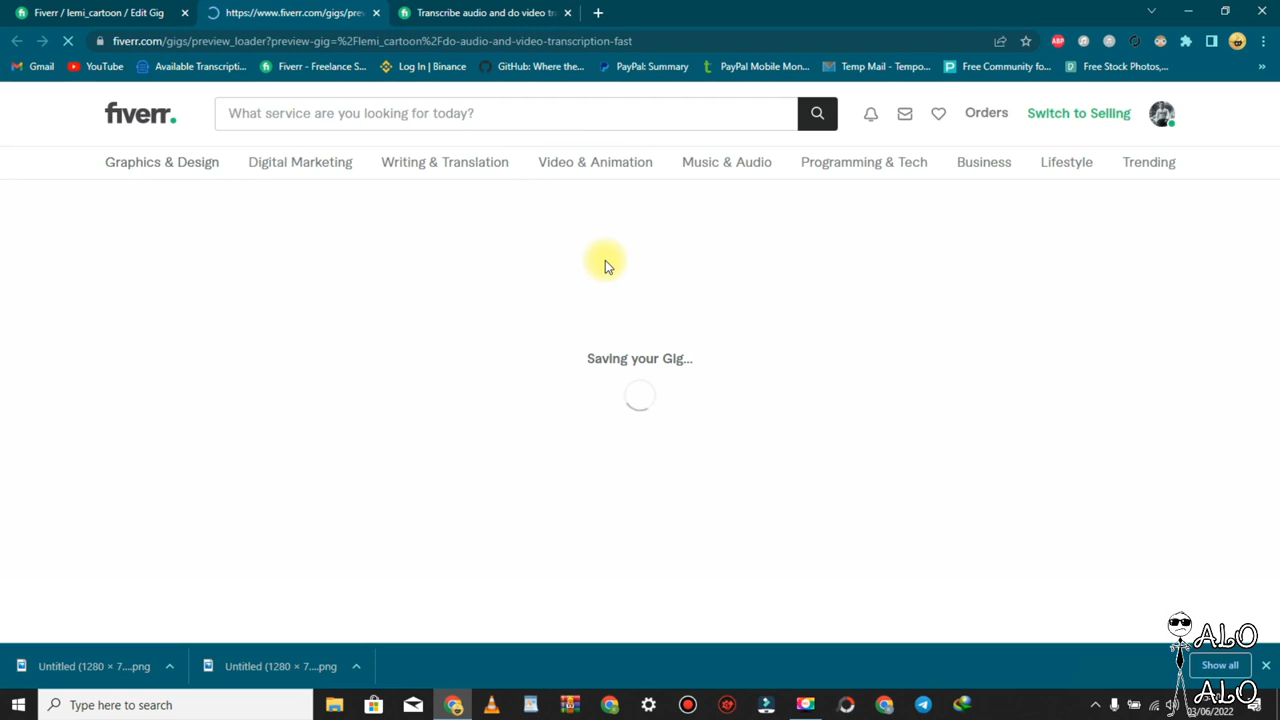 Fiverr / lemi_cartoon / Edit Gig
https://www.fiverr.com/gigs/pre
Transcribe audio and do video tr
fiverr.com/gigs/preview_loader?preview-gig=%2Flemi_cartoon%2Fdo-audio-and-video-transcription-fast
Gmail
YouTube
Available Transcripti...
Fiverr - Freelance S...
Log In | Binance
GitHub: Where the...
PayPal: Summary
PayPal Mobile Mon...
Temp Mail - Tempo...
Free Community fo...
Free Stock Photos,...
fiverr.
What service are you looking for today?
Orders
Switch to Selling
Graphics & Design
Digital Marketing
Writing & Translation
Video & Animation
Music & Audio
Programming & Tech
Business
Lifestyle
Trending
Saving your Gig...
ALO
Untitled (1280 × 7....png
Untitled (1280 × 7....png
Show all
ALO
Type here to search
03/06/2022